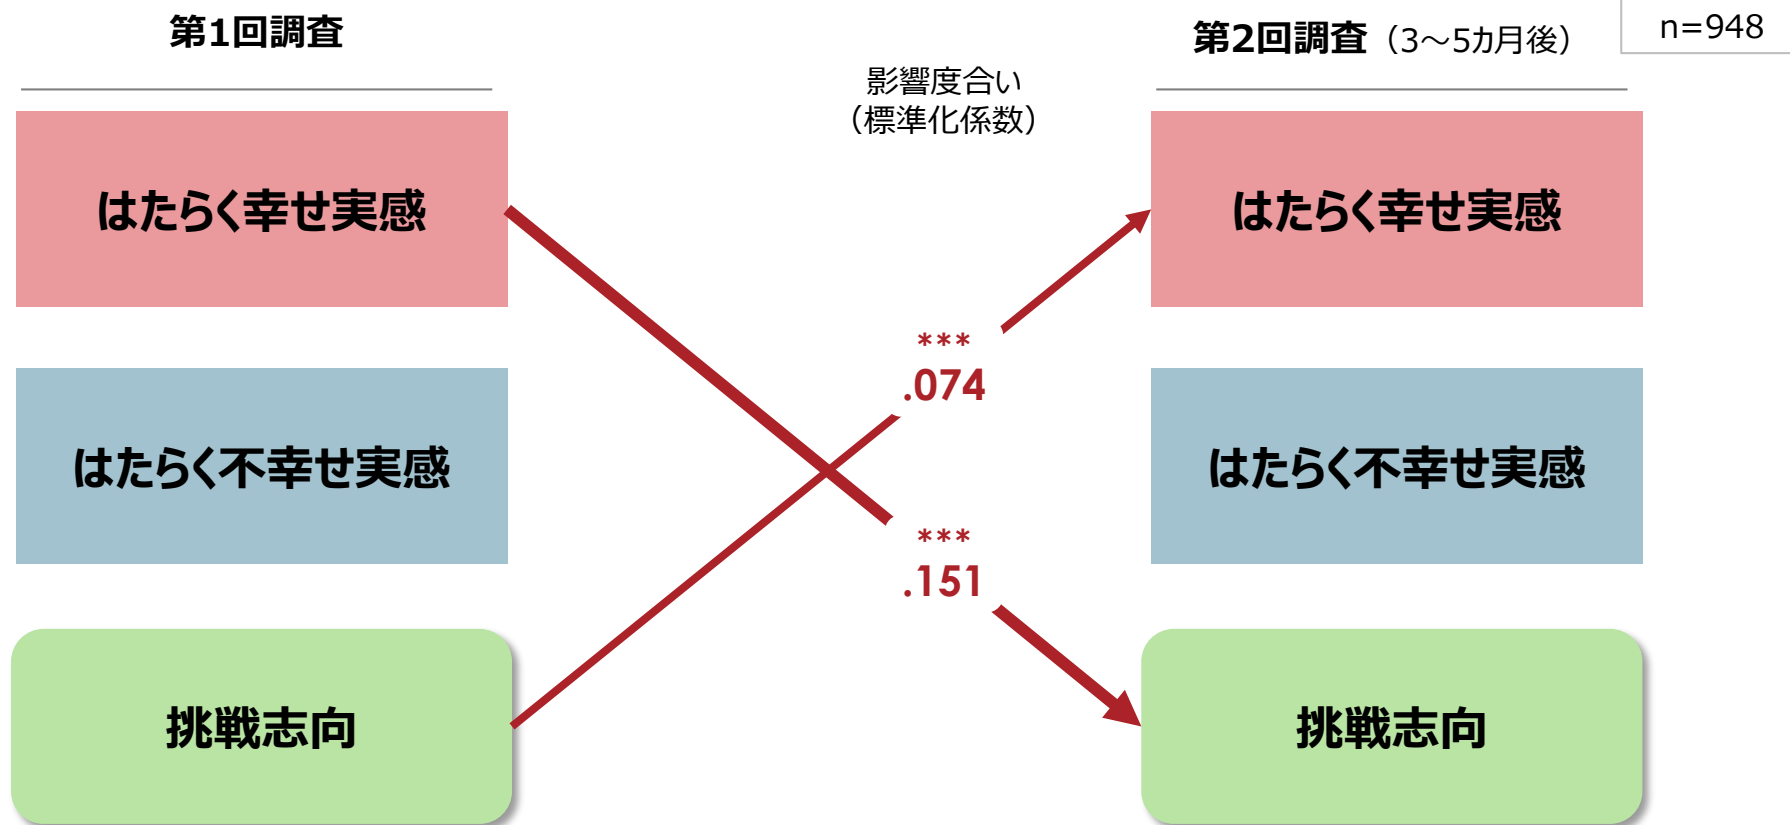 第1回調査
第2回調査（3～5カ月後）
n=948
影響度合い
（標準化係数）
はたらく幸せ実感
はたらく幸せ実感
***
.074
はたらく不幸せ実感
はたらく不幸せ実感
***
.151
挑戦志向
挑戦志向